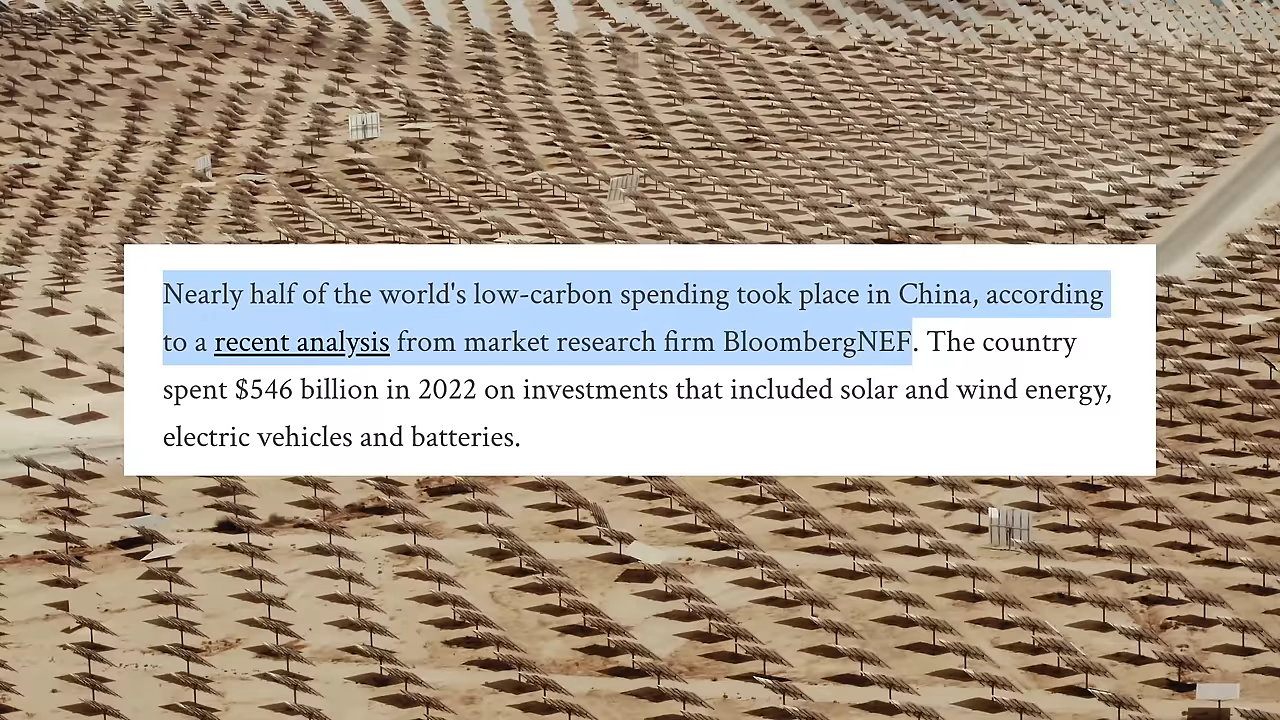 Nearly half of the world's low-carbon spending took place in China, according
to a recent analysis from market research firm BloombergNEF. The country
spent $546 billion in 2022 on investments that included solar and wind energy,
electric vehicles and batteries.